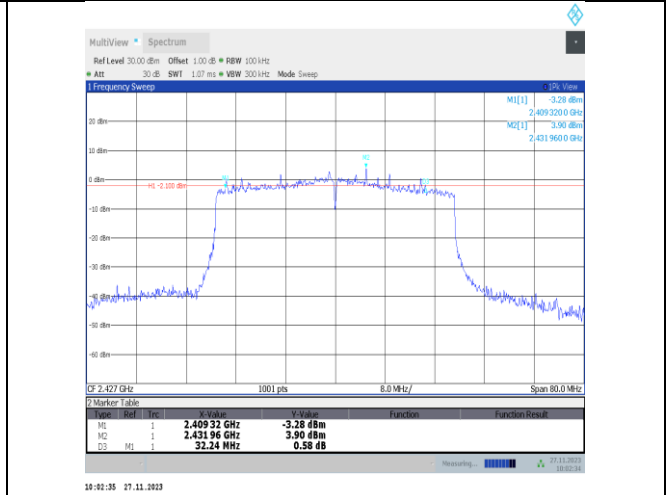 MultiView Spectrum
Ref Level 30.00 dBm Offset 1.00 dB RBW 100 kHz
Att 30 dB SWT 1.07 ms VBW 300 kHz Mode Sweep
1 Frequency Sweep 1Pk View
M1[1] -3.28 dBm
2.409 320 0 GHz
M2[1] 3.90 dBm
2.431 960 0 GHz
20 dBm
10 dBm
M2
0 dBm
H1 -2.100 dBm
-10 dBm
-20 dBm
-30 dBm
-40 dBm
-50 dBm
-60 dBm
CF 2.427 GHz 1001 pts 8.0 MHz/ Span 80.0 MHz
2 Marker Table
Type Ref Trc X-Value Y-Value Function Function Result
M1 1 2.409 32 GHz -3.28 dBm
M2 1 2.431 96 GHz 3.90 dBm
D3 M1 1 32.24 MHz 0.58 dB
Measuring... 27.11.2023
10:02:34
10:02:35 27.11.2023